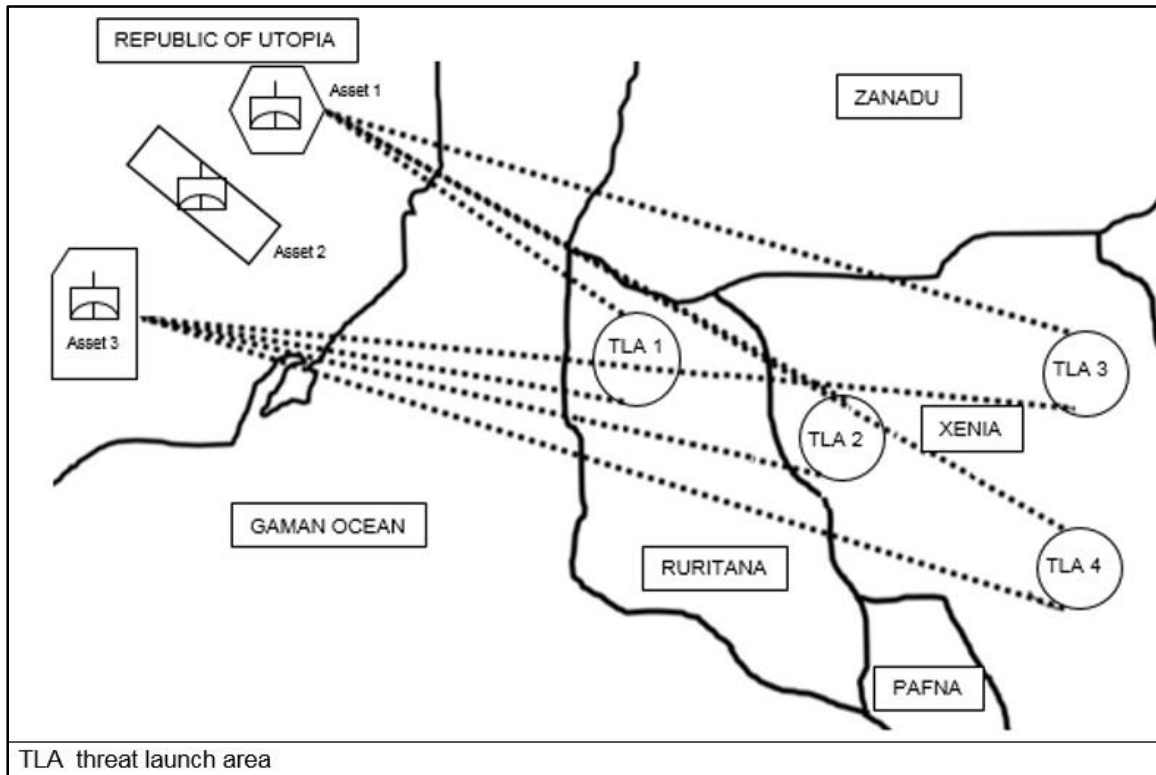 REPUBLIC OF UTOPIA
Asset 1
ZANADU
Asset 2
Asset 3
TLA 1
TLA 3
TLA 2
XENIA
GAMAN OCEAN
RURITANA
TLA 4
PAFNA
TLA threat launch area